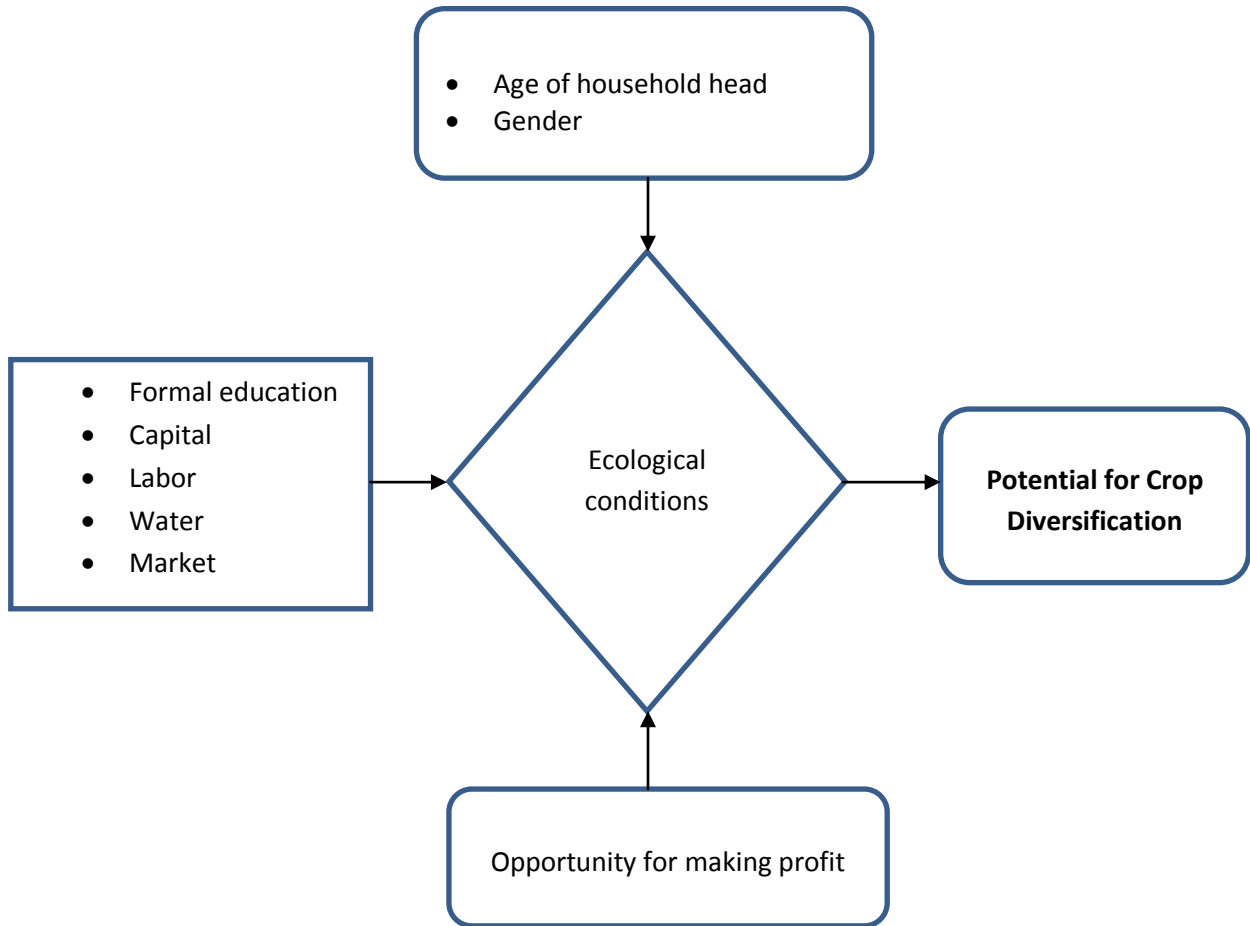 • Age of household head
• Gender
• Formal education
• Capital
• Labor
• Water
• Market
Ecological
conditions
Potential for Crop
Diversification
Opportunity for making profit